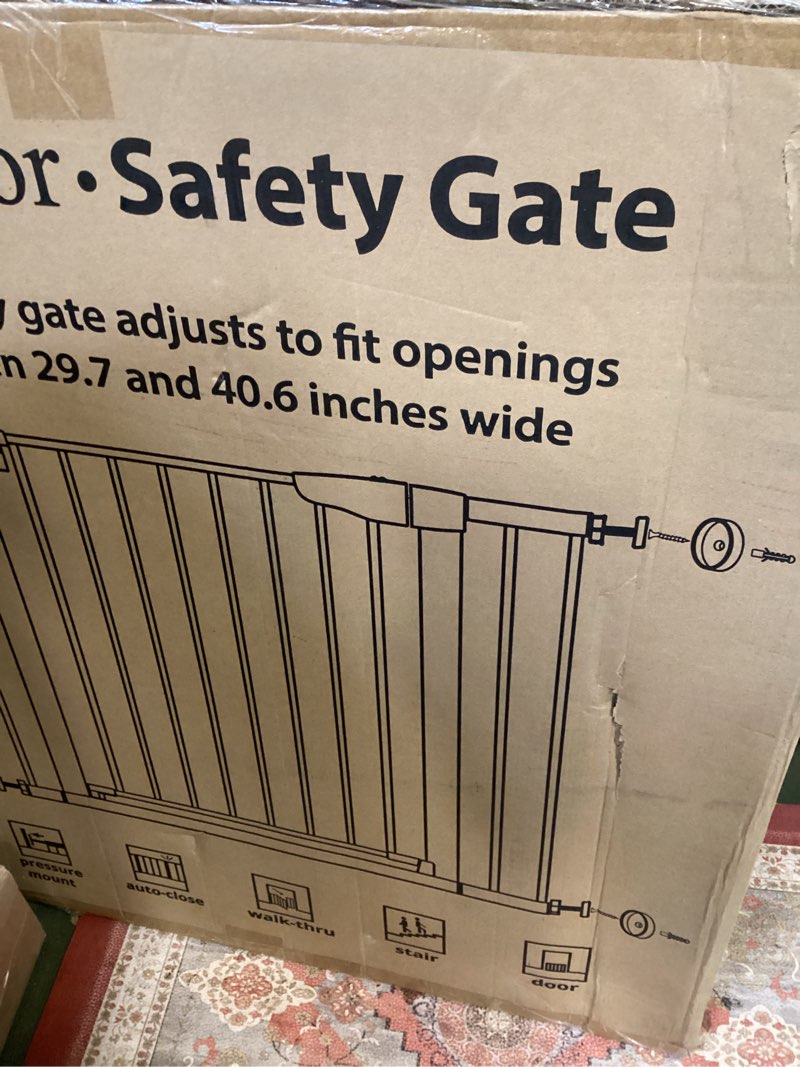 or · Safety Gate
gate adjusts to fit openings
29.7 and 40.6 inches wide
pressure
mount
auto-close
walk-thru
stair
door